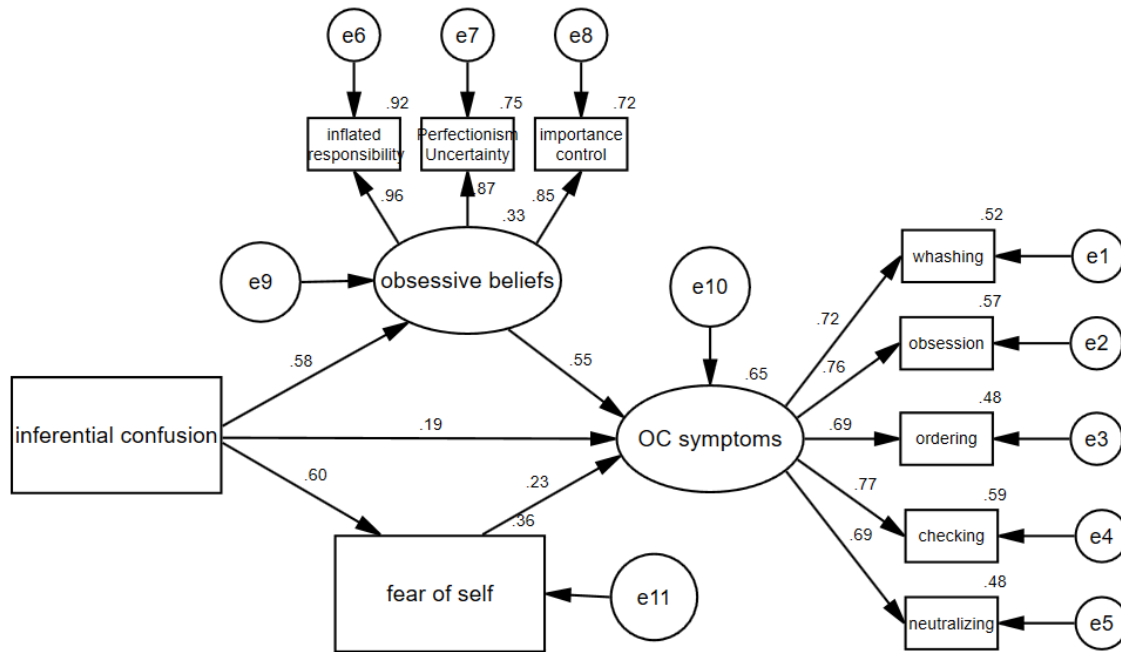 e6
e7
e8
.92
.75
.72
inflated
responsibility
Perfectionism
Uncertainty
importance
control
.96
.87
.85
.33
e9
obsessive beliefs
e10
.52
whashing
e1
.57
obsession
e2
.72
.76
.58
.55
.65
inferential confusion
.19
OC symptoms
.69
.48
ordering
e3
.60
.23
.36
.77
.59
checking
e4
.69
fear of self
e11
.48
neutralizing
e5